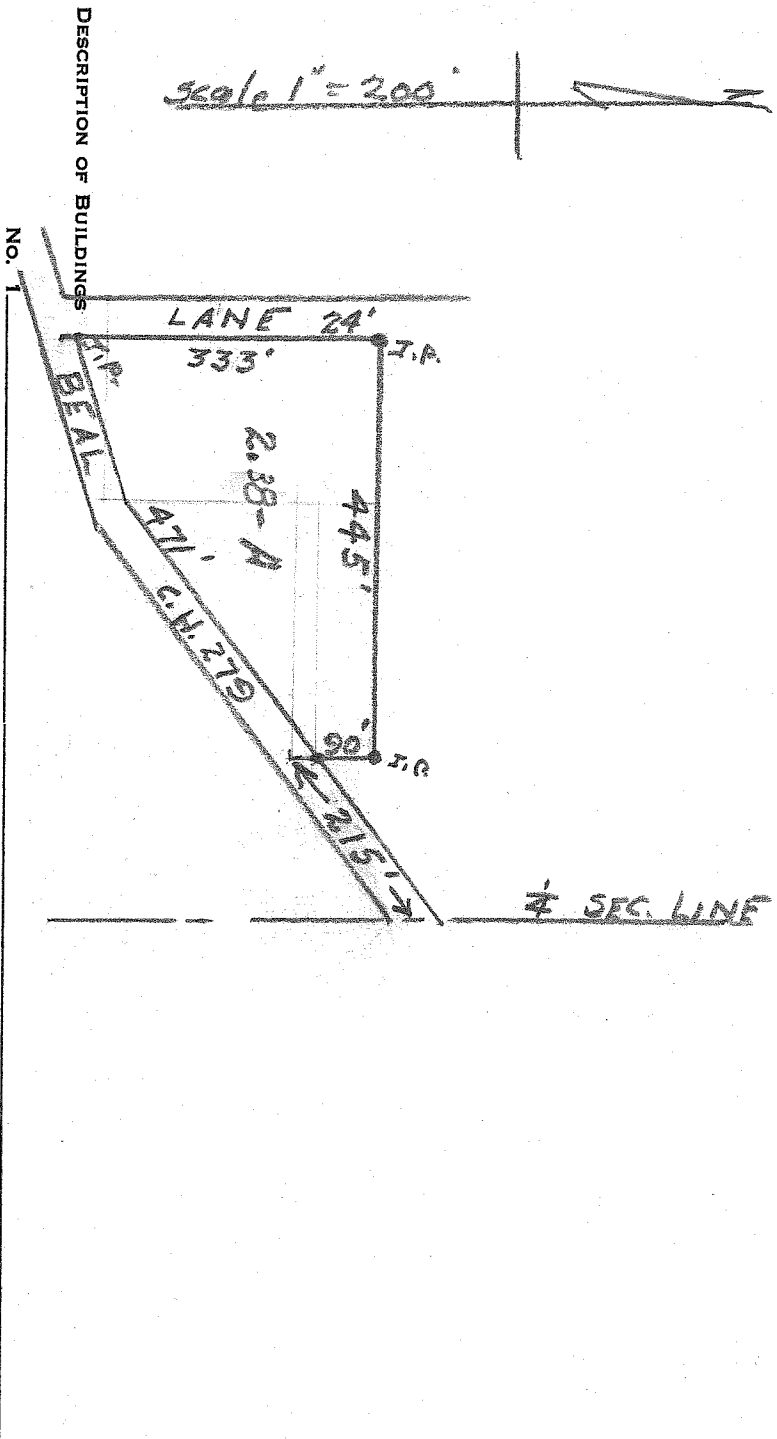 scale 1" = 200'
N
DESCRIPTION OF BUILDINGS
No. 1
LANE 24'
333'
I.P.
I.P.
BEAL
2.38-A
445'
471'
C.H. 279
90'
I.P.
215'
1/4 SEC. LINE